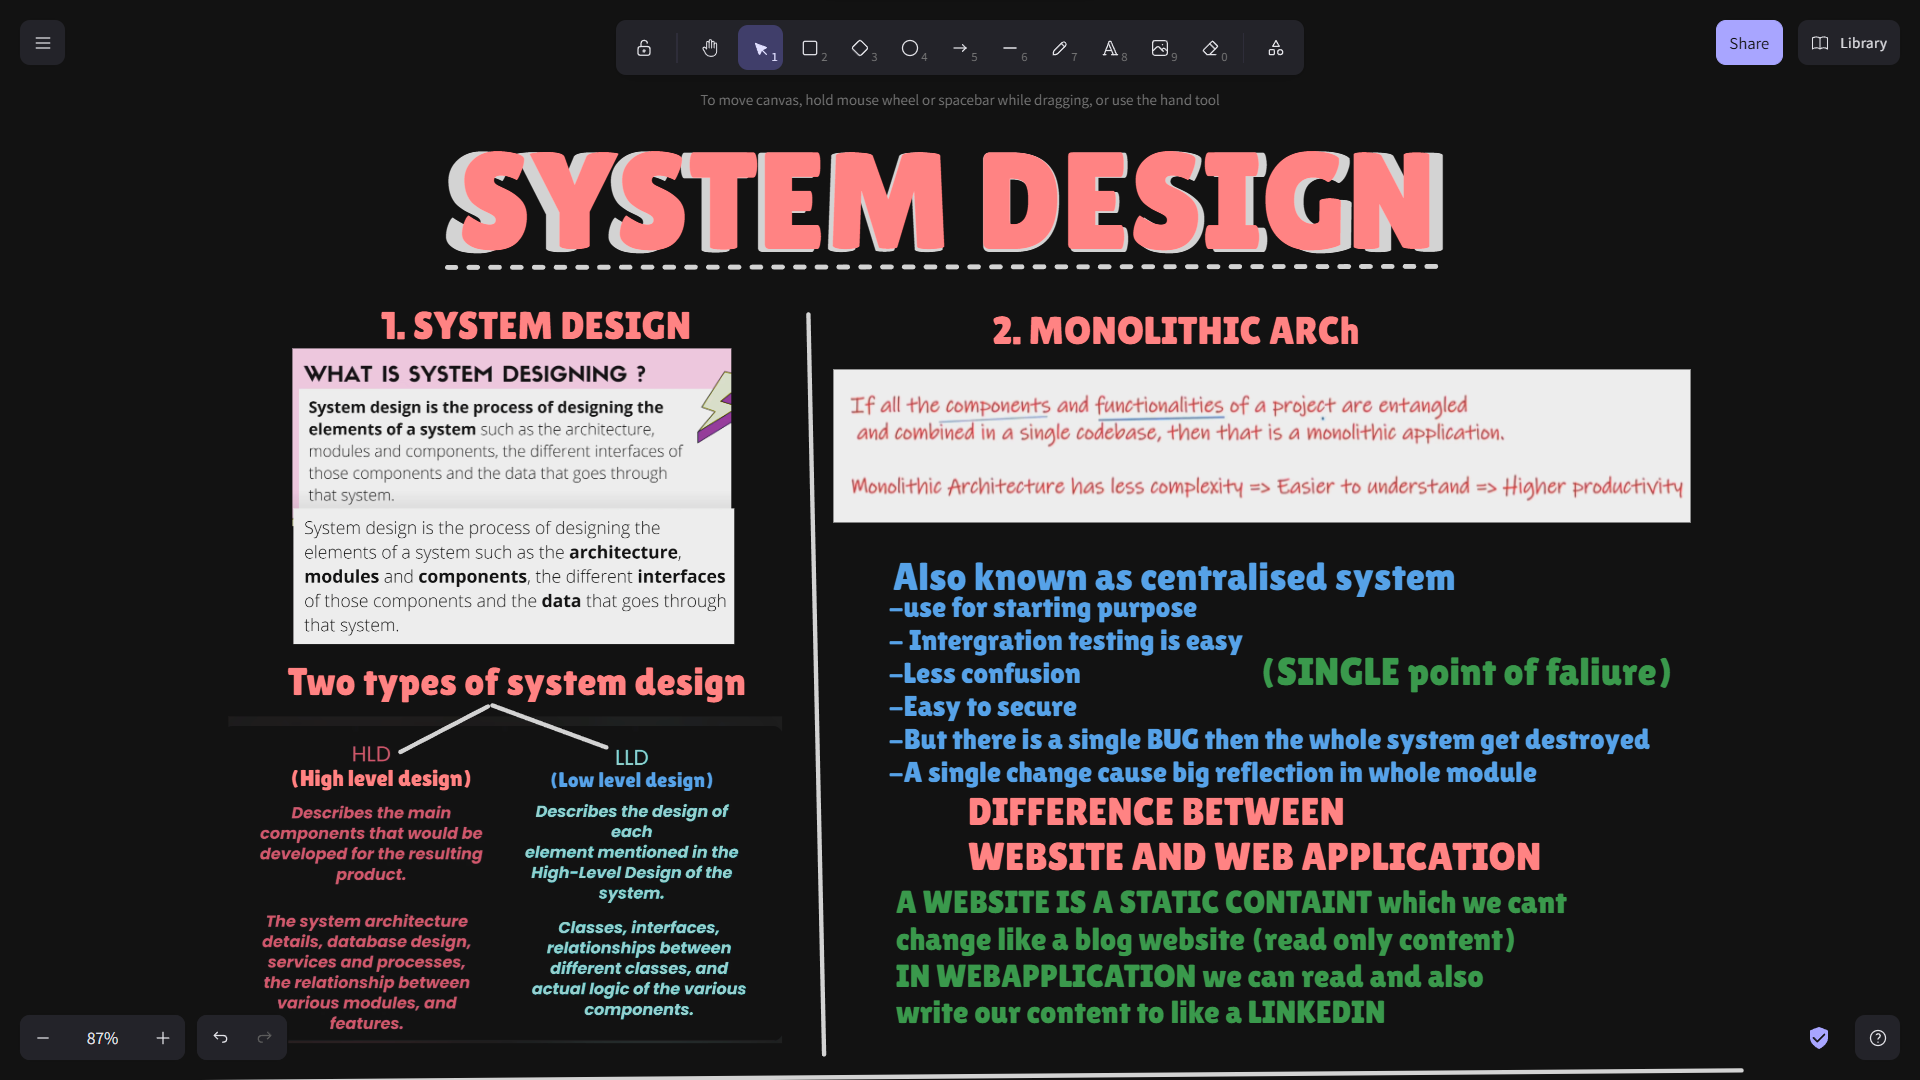 1
2
3
4
5
6
7
8
9
0
Share
Library
To move canvas, hold mouse wheel or spacebar while dragging, or use the hand tool
SYSTEM DESIGN
1. SYSTEM DESIGN
WHAT IS SYSTEM DESIGNING ?
System design is the process of designing the
elements of a system such as the architecture,
modules and components, the different interfaces of
those components and the data that goes through
that system.
System design is the process of designing the
elements of a system such as the architecture,
modules and components, the different interfaces
of those components and the data that goes through
that system.
Two types of system design
HLD
(High level design)
Describes the main
components that would be
developed for the resulting
product.
The system architecture
details, database design,
services and processes,
the relationship between
various modules, and
features.
LLD
(Low level design)
Describes the design of
each
element mentioned in the
High-Level Design of the
system.
Classes, interfaces,
relationships between
different classes, and
actual logic of the various
components.
2. MONOLITHIC ARCh
If all the components and functionalities of a project are entangled
and combined in a single codebase, then that is a monolithic application.
Monolithic Architecture has less complexity => Easier to understand => Higher productivity
Also known as centralised system
-use for starting purpose
- Intergration testing is easy
-Less confusion
-Easy to secure
-But there is a single BUG then the whole system get destroyed
-A single change cause big reflection in whole module
(SINGLE point of faliure)
DIFFERENCE BETWEEN
WEBSITE AND WEB APPLICATION
A WEBSITE IS A STATIC CONTAINT which we cant
change like a blog website (read only content)
IN WEBAPPLICATION we can read and also
write our content to like a LINKEDIN
87%